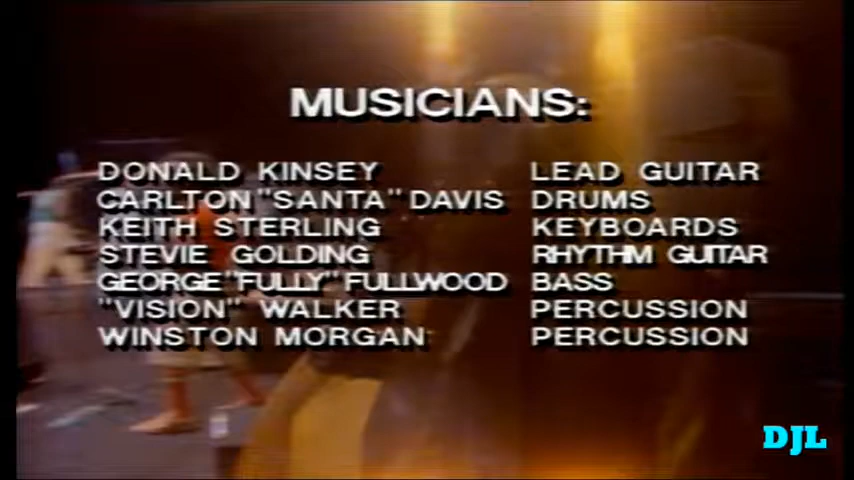 MUSICIANS:
DONALD KINSEY LEAD GUITAR
CARLTON "SANTA" DAVIS DRUMS
KEITH STERLING KEYBOARDS
STEVIE GOLDING RHYTHM GUITAR
GEORGE "FULLY" FULLWOOD BASS
"VISION" WALKER PERCUSSION
WINSTON MORGAN PERCUSSION
DJL